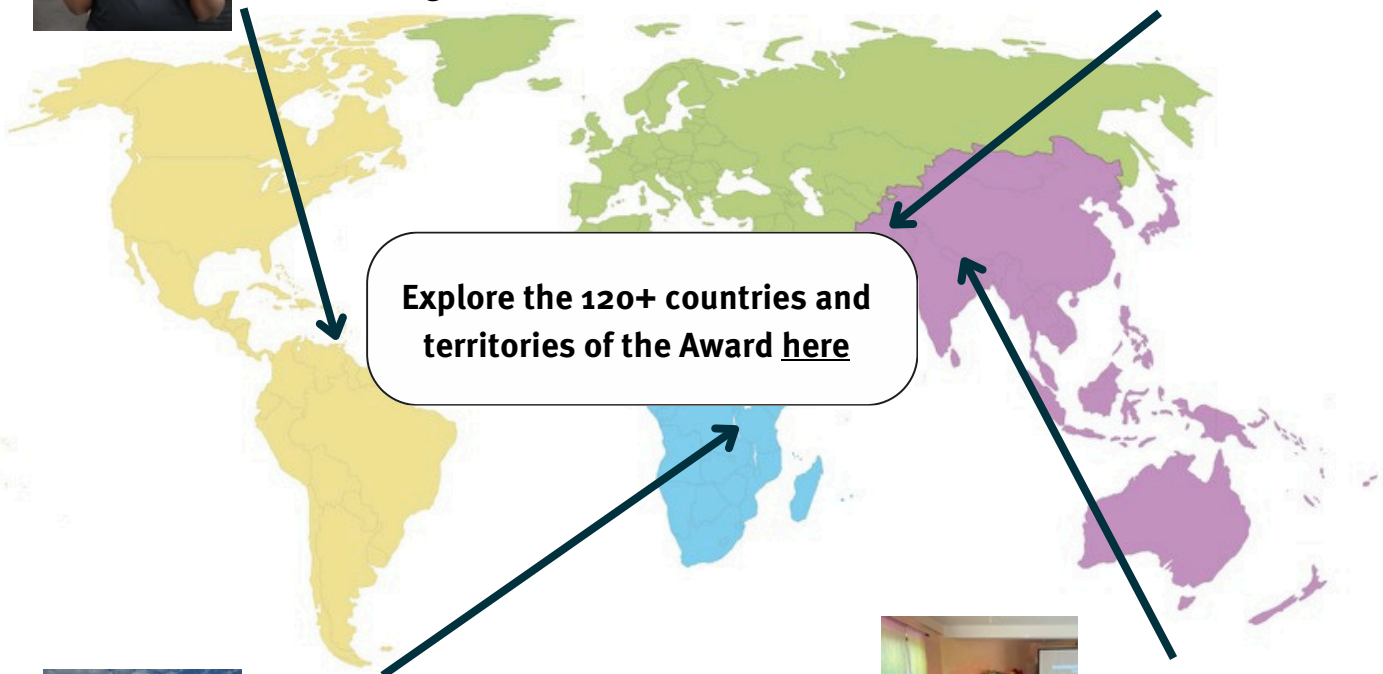 Explore the 120+ countries and
territories of the Award here